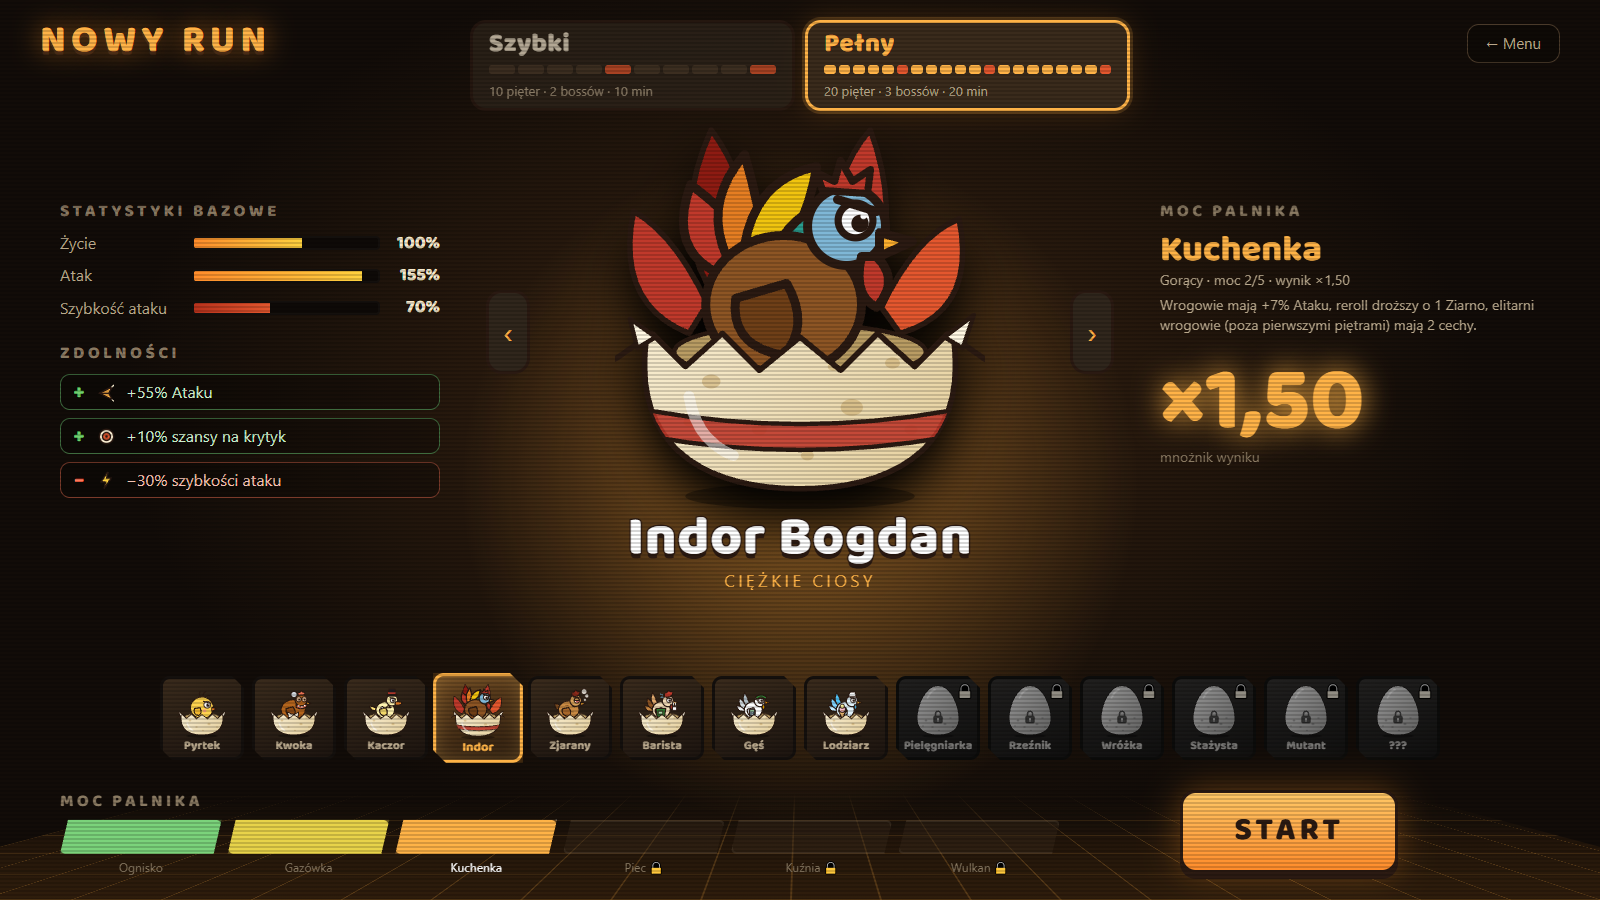 NOWY RUN
Szybki
10 pięter · 2 bossów · 10 min
Pełny
20 pięter · 3 bossów · 20 min
← Menu
STATYSTYKI BAZOWE
Życie 100%
Atak 155%
Szybkość ataku 70%
ZDOLNOŚCI
+ +55% Ataku
+ +10% szansy na krytyk
− −30% szybkości ataku
‹
›
Indor Bogdan
CIĘŻKIE CIOSY
MOC PALNIKA
Kuchenka
Gorący · moc 2/5 · wynik ×1,50
Wrogowie mają +7% Ataku, reroll droższy o 1 Ziarno, elitarni
wrogowie (poza pierwszymi piętrami) mają 2 cechy.
×1,50
mnożnik wyniku
Pyrtek Kwoka Kaczor Indor Zjarany Barista Gęś Lodziarz Pielęgniarka Rzeźnik Wróżka Stażysta Mutant ???
MOC PALNIKA
Ognisko Gazówka Kuchenka Piec Kuźnia Wulkan
START